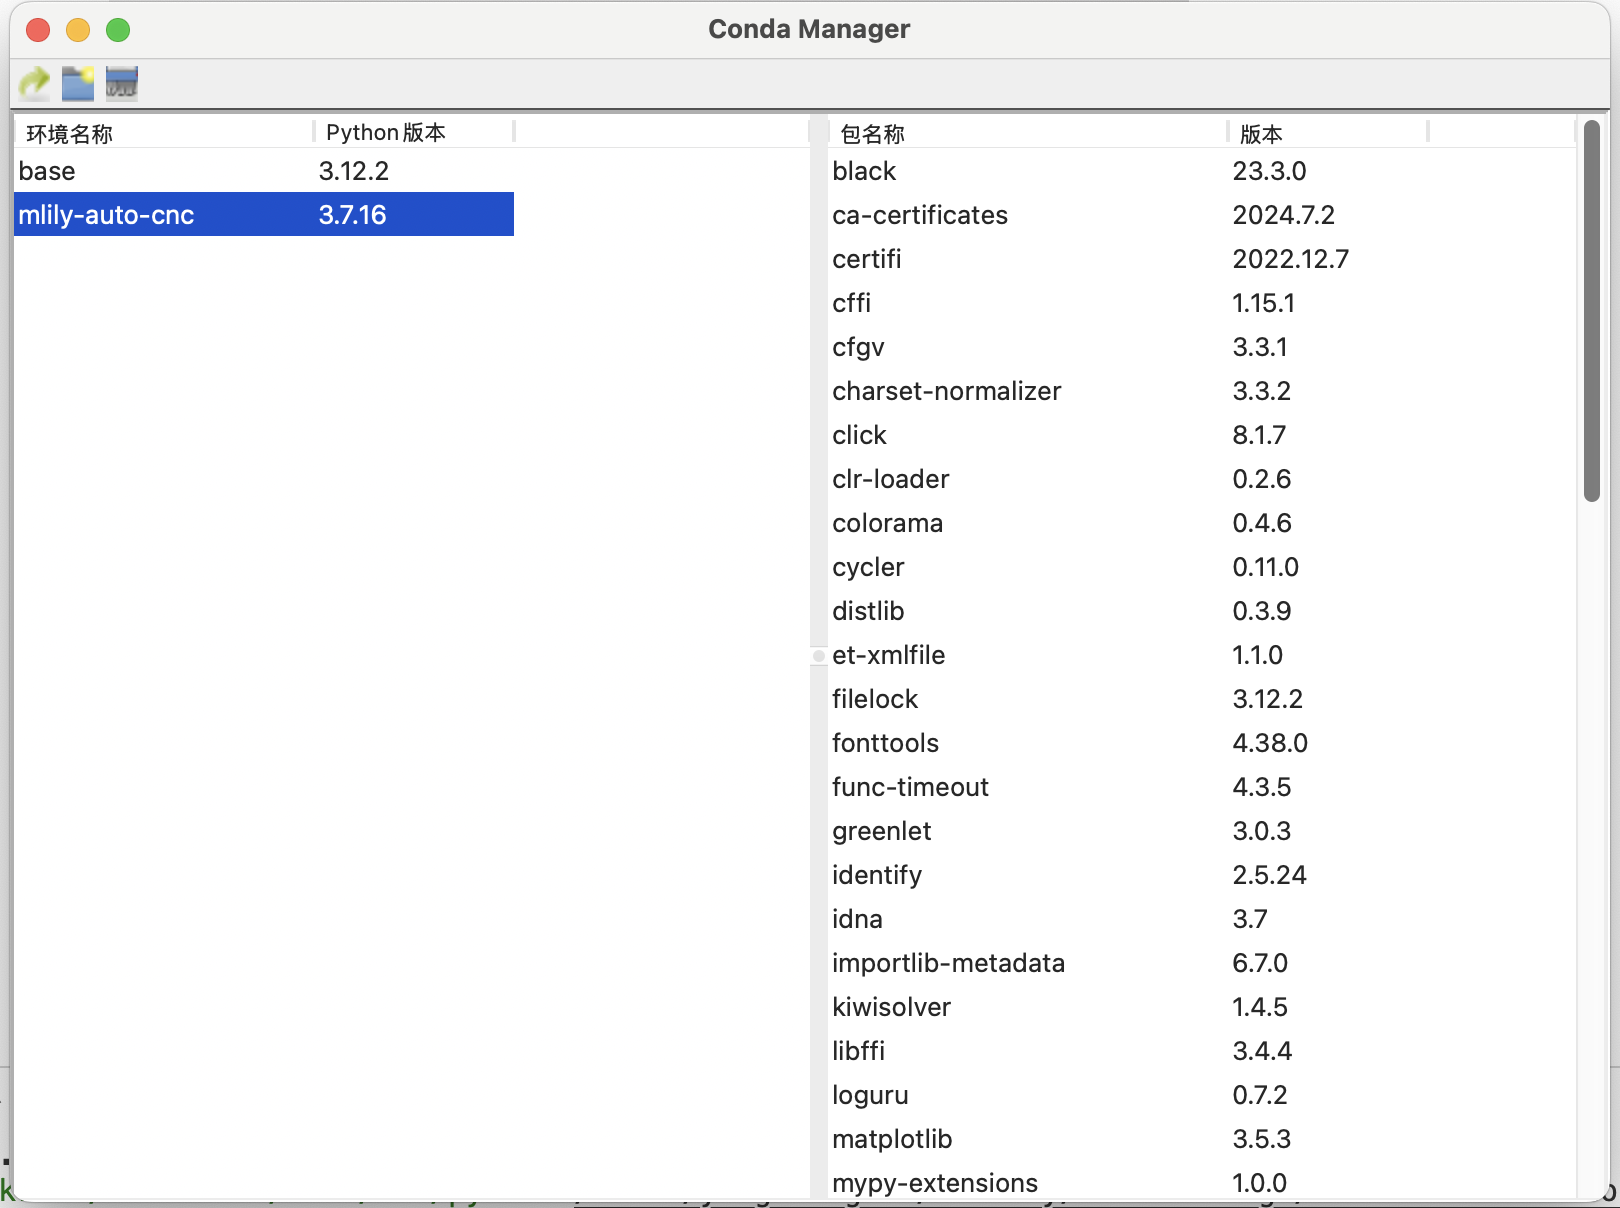 Conda Manager
环境名称 Python 版本 包名称 版本
base 3.12.2
mlily-auto-cnc 3.7.16
black 23.3.0
ca-certificates 2024.7.2
certifi 2022.12.7
cffi 1.15.1
cfgv 3.3.1
charset-normalizer 3.3.2
click 8.1.7
clr-loader 0.2.6
colorama 0.4.6
cycler 0.11.0
distlib 0.3.9
et-xmlfile 1.1.0
filelock 3.12.2
fonttools 4.38.0
func-timeout 4.3.5
greenlet 3.0.3
identify 2.5.24
idna 3.7
importlib-metadata 6.7.0
kiwisolver 1.4.5
libffi 3.4.4
loguru 0.7.2
matplotlib 3.5.3
mypy-extensions 1.0.0